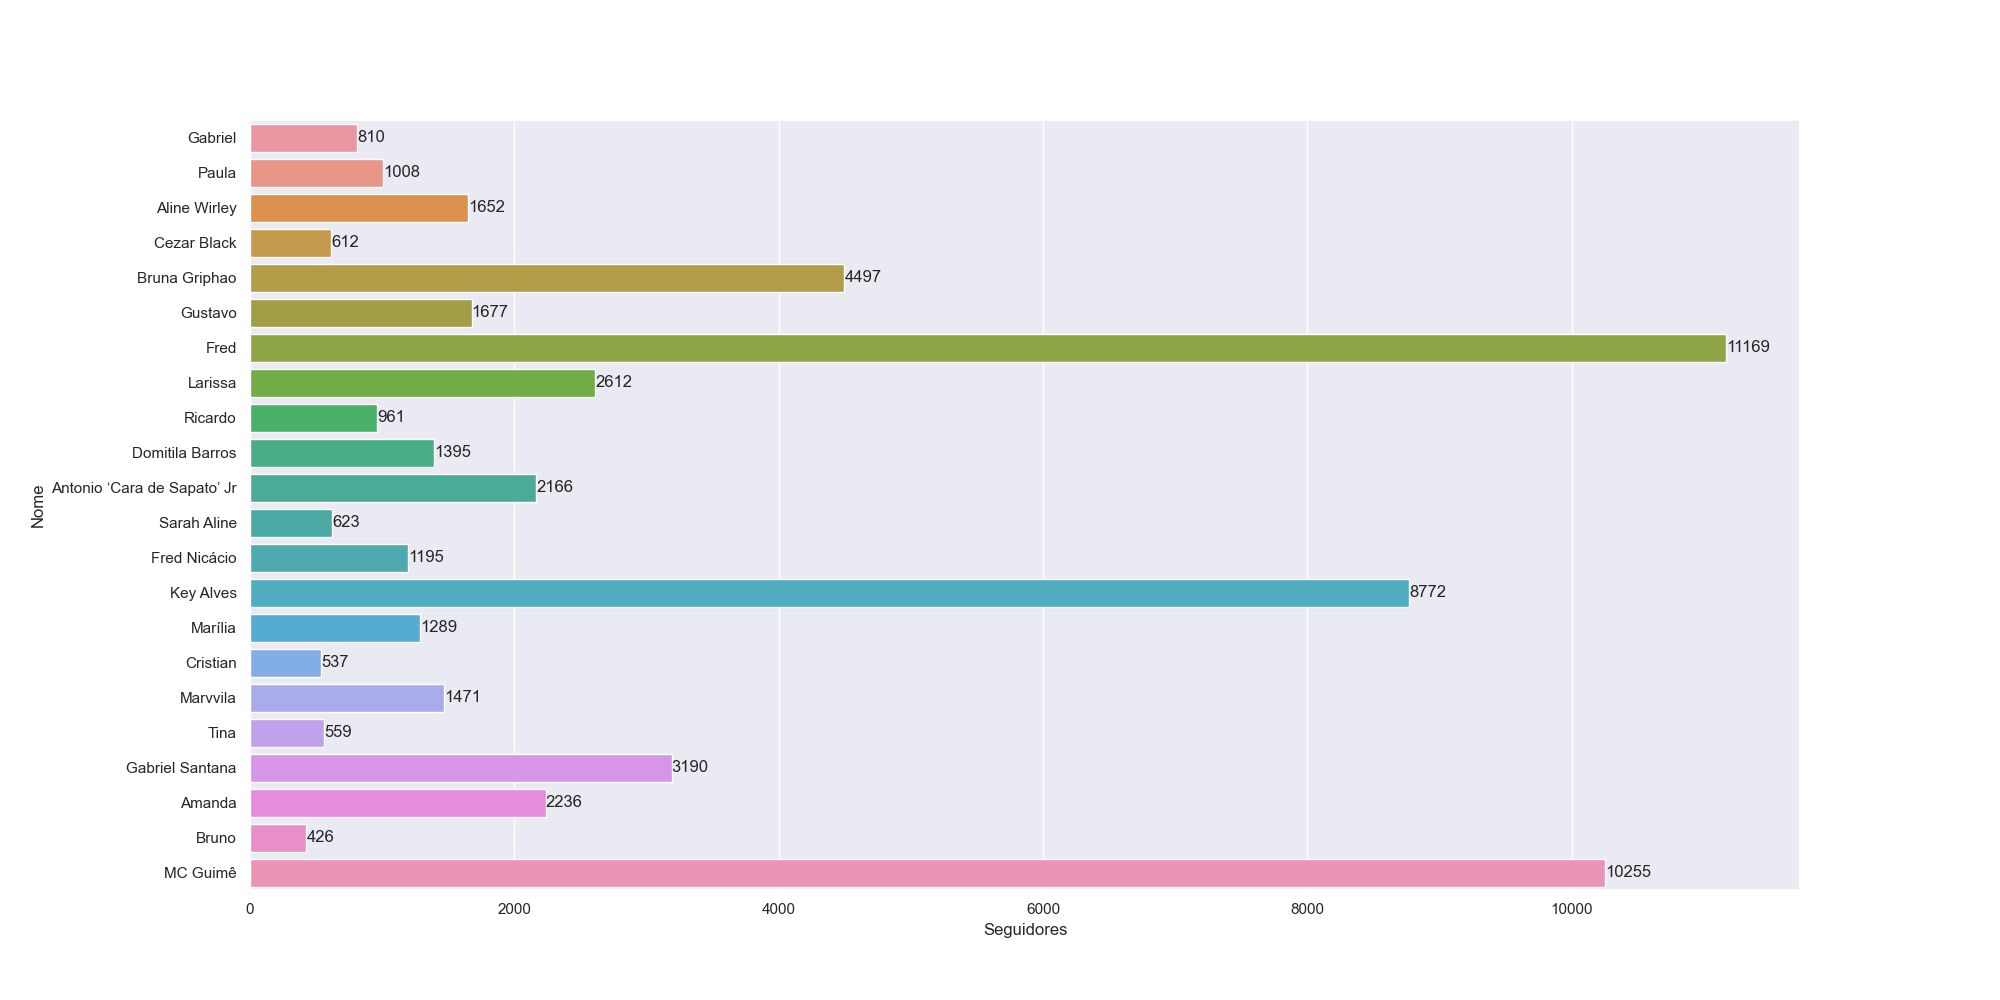 Gabriel 810
Paula 1008
Aline Wirley 1652
Cezar Black 612
Bruna Griphao 4497
Gustavo 1677
Fred 11169
Larissa 2612
Ricardo 961
Domitila Barros 1395
Antonio ‘Cara de Sapato’ Jr 2166
Sarah Aline 623
Fred Nicácio 1195
Key Alves 8772
Marília 1289
Cristian 537
Marvvila 1471
Tina 559
Gabriel Santana 3190
Amanda 2236
Bruno 426
MC Guimê 10255
Nome
0 2000 4000 6000 8000 10000
Seguidores